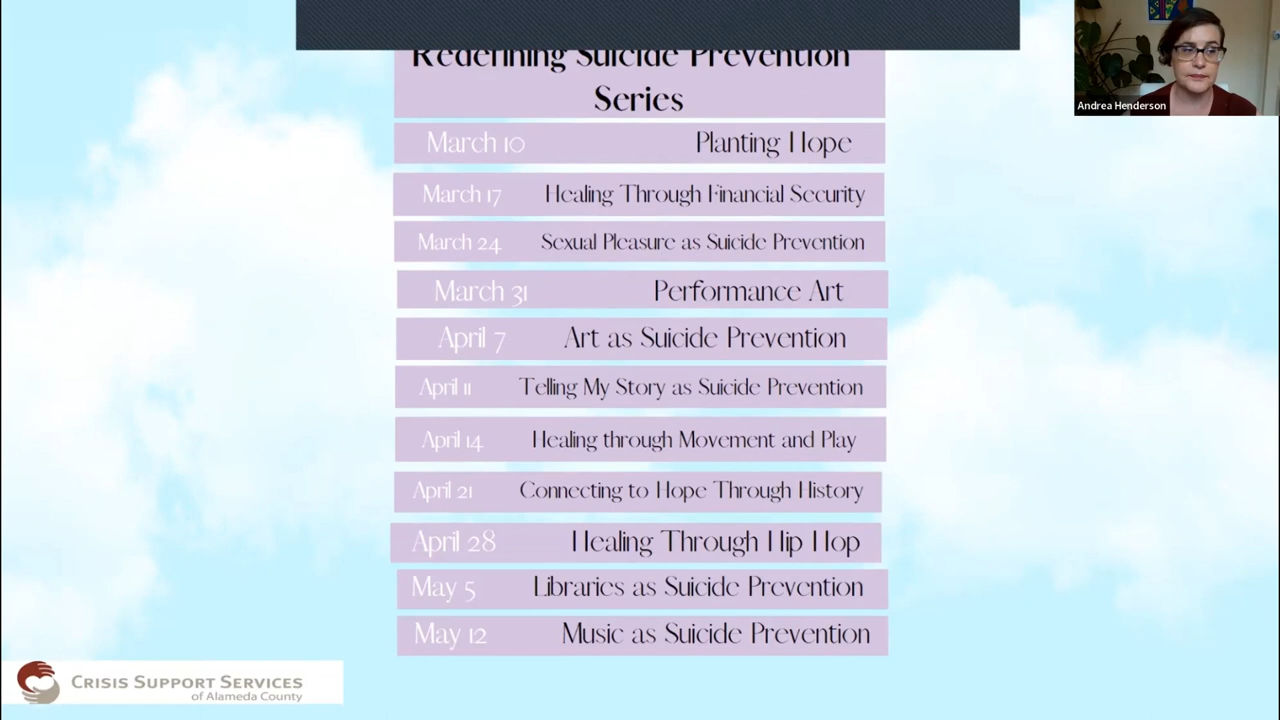 Redefining Suicide Prevention
Series
Andrea Henderson
March 10 Planting Hope
March 17 Healing Through Financial Security
March 24 Sexual Pleasure as Suicide Prevention
March 31 Performance Art
April 7 Art as Suicide Prevention
April 11 Telling My Story as Suicide Prevention
April 14 Healing through Movement and Play
April 21 Connecting to Hope Through History
April 28 Healing Through Hip Hop
May 5 Libraries as Suicide Prevention
May 12 Music as Suicide Prevention
CRISIS SUPPORT SERVICES
of Alameda County